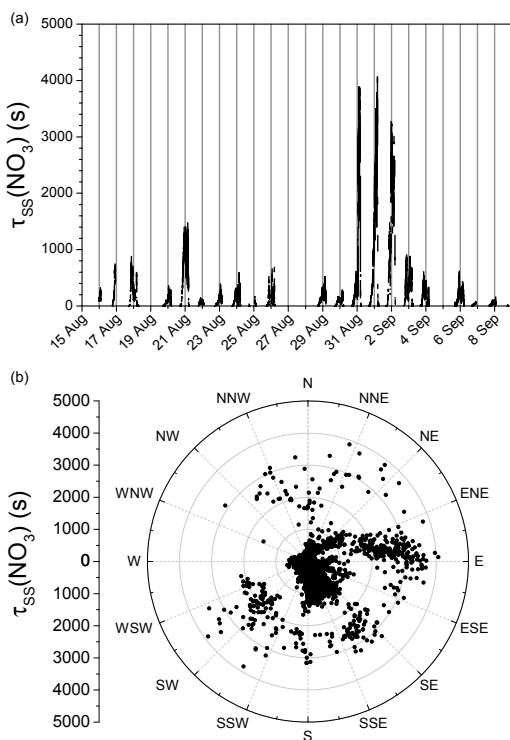 (a)
5000
4000
3000
2000
1000
0
τSS(NO3) (s)
15 Aug
17 Aug
19 Aug
21 Aug
23 Aug
25 Aug
27 Aug
29 Aug
31 Aug
2 Sep
4 Sep
6 Sep
8 Sep
(b)
5000
4000
3000
2000
1000
0
1000
2000
3000
4000
5000
τSS(NO3) (s)
N
NNE
NE
ENE
E
ESE
SE
SSE
S
SSW
SW
WSW
W
WNW
NW
NNW